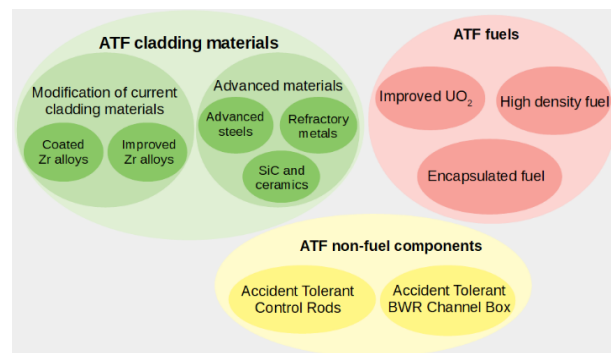 ATF cladding materials
Modification of current
cladding materials
Coated
Zr alloys
Improved
Zr alloys
Advanced materials
Advanced
steels
Refractory
metals
SiC and
ceramics
ATF fuels
Improved UO₂
High density fuel
Encapsulated fuel
ATF non-fuel components
Accident Tolerant
Control Rods
Accident Tolerant
BWR Channel Box